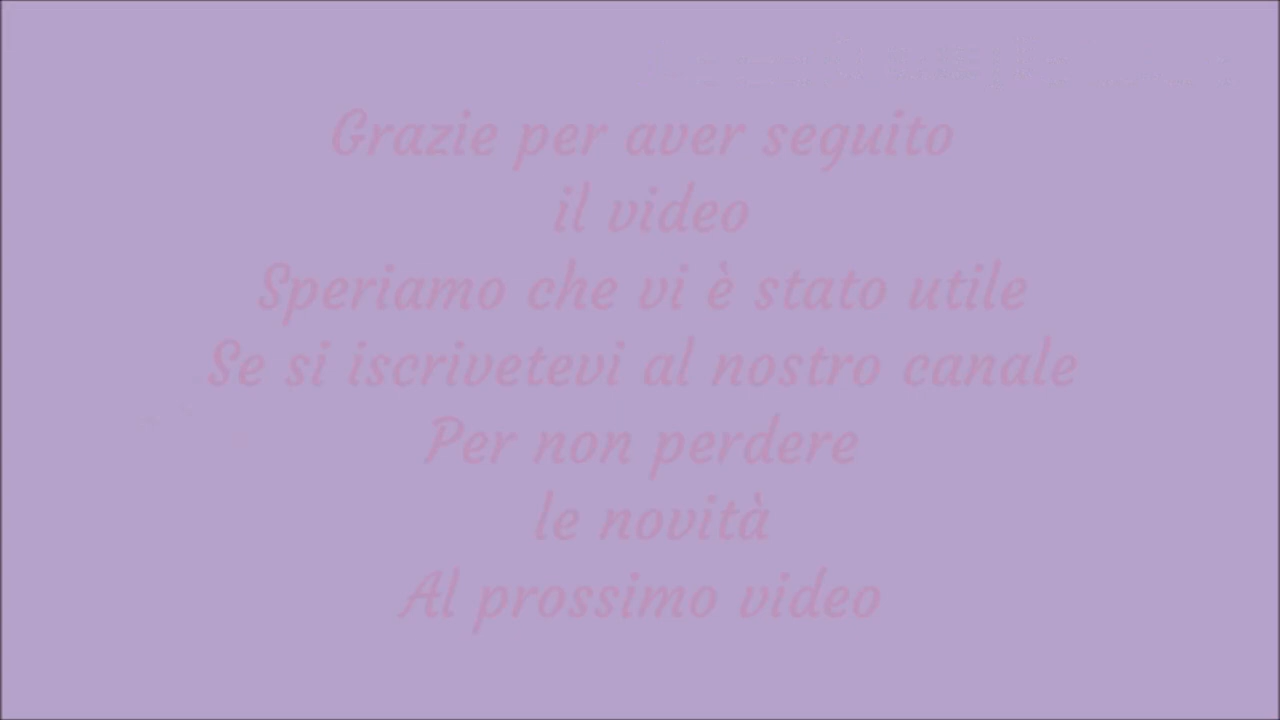 Grazie per aver seguito
il video
Speriamo che vi è stato utile
Se si iscrivetevi al nostro canale
Per non perdere
le novità
Al prossimo video